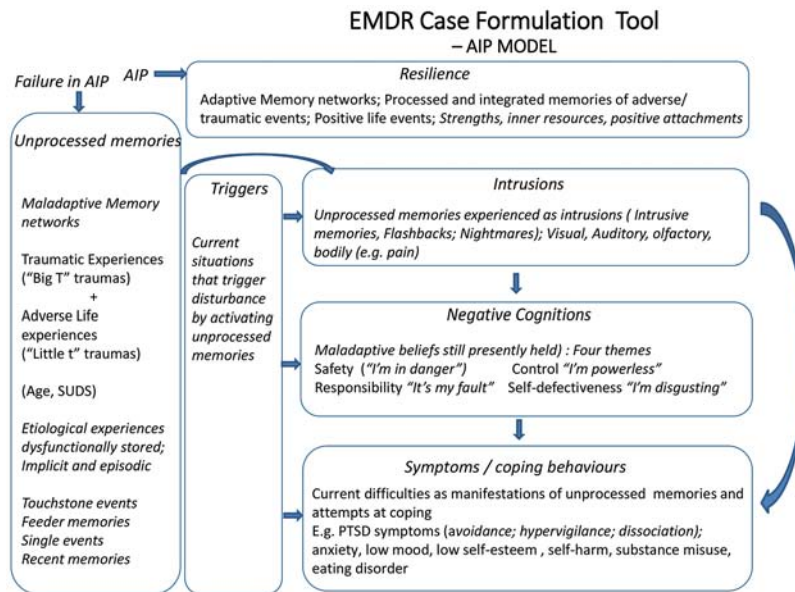 EMDR Case Formulation Tool
– AIP MODEL
Failure in AIP
AIP
Resilience
Adaptive Memory networks; Processed and integrated memories of adverse/
traumatic events; Positive life events; Strengths, inner resources, positive attachments
Unprocessed memories
Maladaptive Memory
networks
Traumatic Experiences
(“Big T” traumas)
+
Adverse Life
experiences
(“Little t” traumas)
(Age, SUDS)
Etiological experiences
dysfunctionally stored;
Implicit and episodic
Touchstone events
Feeder memories
Single events
Recent memories
Triggers
Current
situations
that trigger
disturbance
by activating
unprocessed
memories
Intrusions
Unprocessed memories experienced as intrusions ( Intrusive
memories, Flashbacks; Nightmares); Visual, Auditory, olfactory,
bodily (e.g. pain)
Negative Cognitions
Maladaptive beliefs still presently held) : Four themes
Safety (“I’m in danger”) Control “I’m powerless”
Responsibility “It’s my fault” Self-defectiveness “I’m disgusting”
Symptoms / coping behaviours
Current difficulties as manifestations of unprocessed memories and
attempts at coping
E.g. PTSD symptoms (avoidance; hypervigilance; dissociation);
anxiety, low mood, low self-esteem , self-harm, substance misuse,
eating disorder